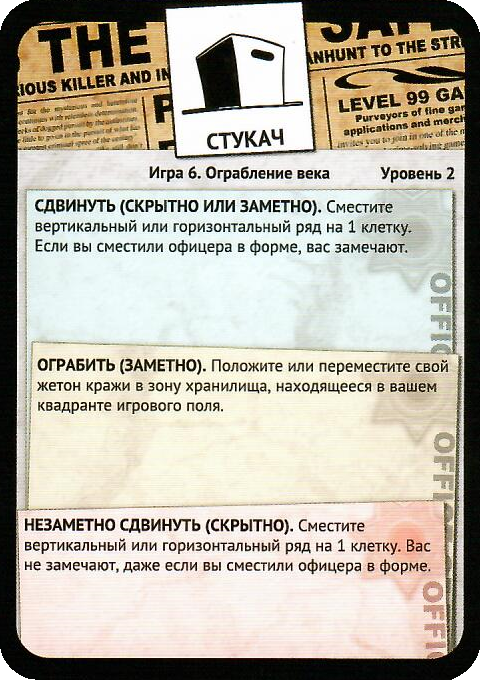 THE
RIOUS KILLER AND IN
ANHUNT TO THE STR
LEVEL 99 GA
Purveyors of fine gam
applications and merch
СТУКАЧ
Игра 6. Ограбление века Уровень 2
СДВИНУТЬ (СКРЫТНО ИЛИ ЗАМЕТНО). Сместите
вертикальный или горизонтальный ряд на 1 клетку.
Если вы сместили офицера в форме, вас замечают.
OFFIC
ОГРАБИТЬ (ЗАМЕТНО). Положите или переместите свой
жетон кражи в зону хранилища, находящееся в вашем
квадранте игрового поля.
OFFIC
НЕЗАМЕТНО СДВИНУТЬ (СКРЫТНО). Сместите
вертикальный или горизонтальный ряд на 1 клетку. Вас
не замечают, даже если вы сместили офицера в форме.
OFFIC